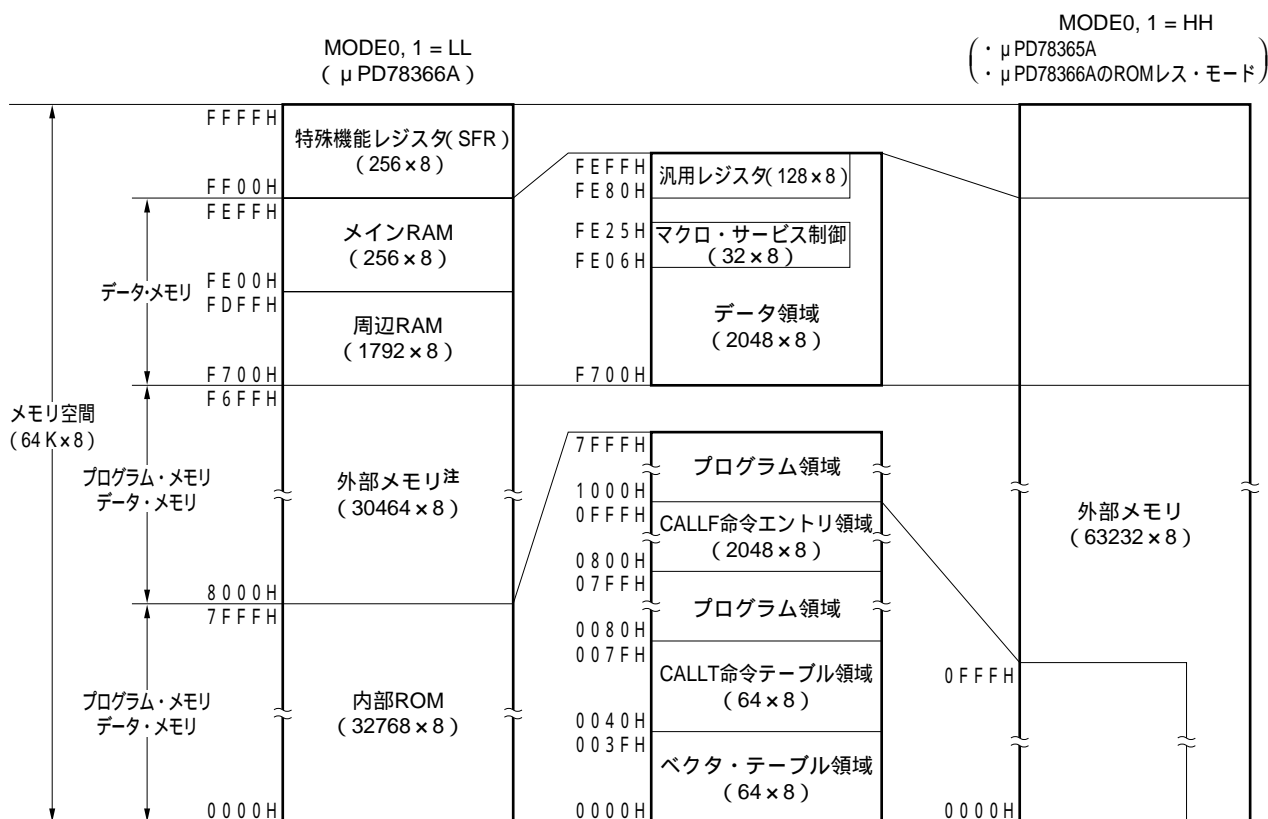 MODE0, 1 = LL
( μPD78366A )
MODE0, 1 = HH
・μPD78365A
・μPD78366AのROMレス・モード
メモリ空間
( 64 K×8 )
データ・メモリ
プログラム・メモリ
データ・メモリ
プログラム・メモリ
データ・メモリ
FFFFH
特殊機能レジスタ( SFR )
( 256×8 )
FF00H
FEFFH
メインRAM
( 256×8 )
FE00H
FDFFH
周辺RAM
( 1792×8 )
F700H
F6FFH
外部メモリ注
( 30464×8 )
8000H
7FFFH
内部ROM
( 32768×8 )
0000H
FEFFH
汎用レジスタ( 128×8 )
FE80H
FE25H
マクロ・サービス制御
( 32×8 )
FE06H
データ領域
( 2048×8 )
F700H
7FFFH
プログラム領域
1000H
0FFFH
CALLF命令エントリ領域
( 2048×8 )
0800H
07FFH
プログラム領域
0080H
007FH
CALLT命令テーブル領域
( 64×8 )
0040H
003FH
ベクタ・テーブル領域
( 64×8 )
0000H
外部メモリ
( 63232×8 )
0FFFH
0000H